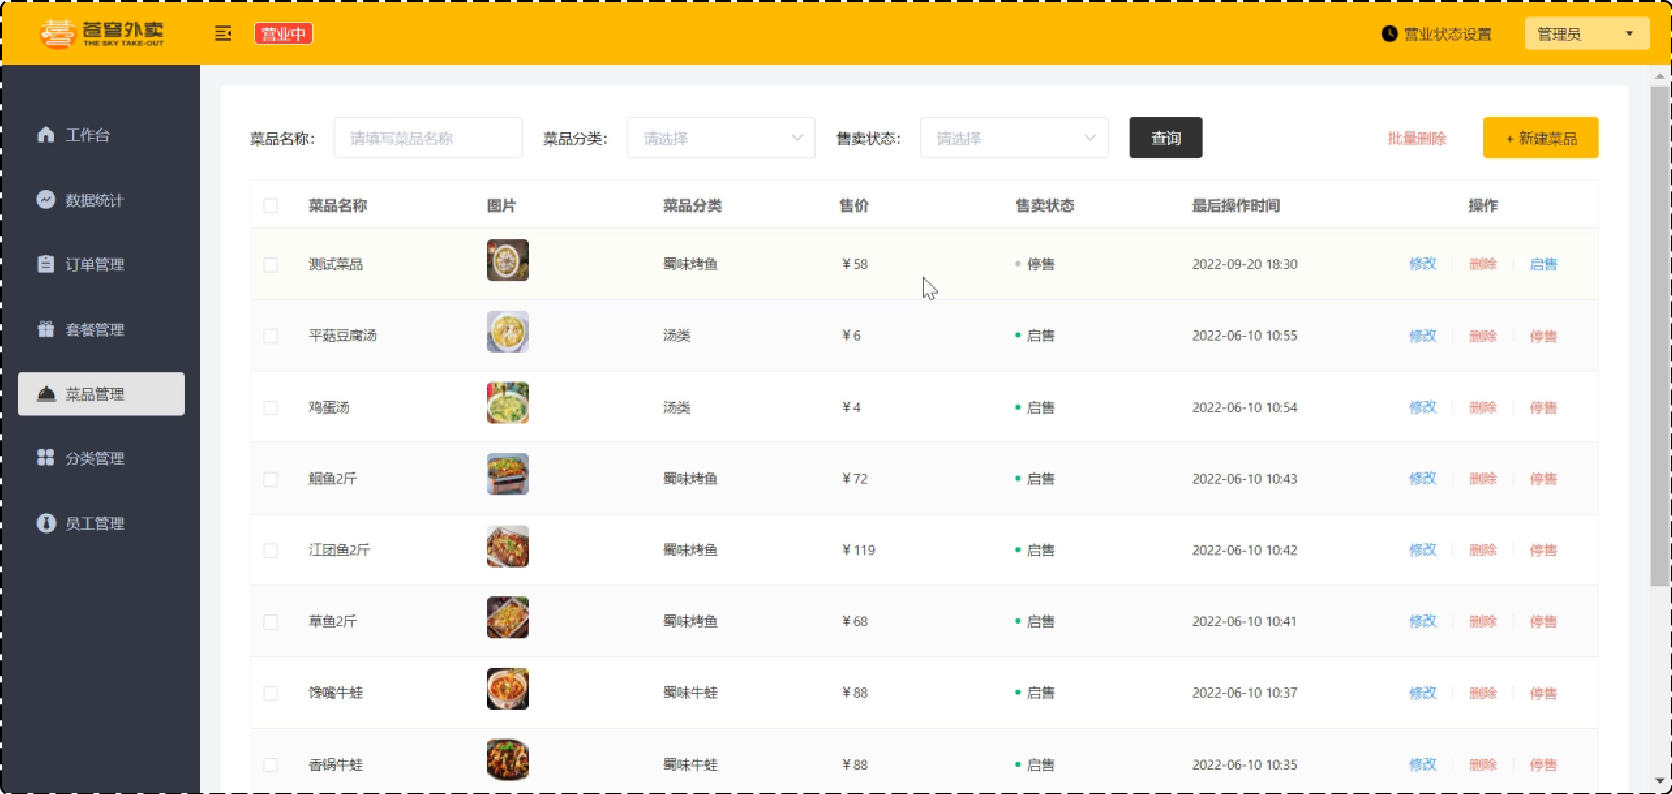 苍穹外卖
THE SKY TAKE-OUT
营业中
营业状态设置
管理员
工作台
数据统计
订单管理
套餐管理
菜品管理
分类管理
员工管理
菜品名称: 请填写菜品名称 菜品分类: 请选择 售卖状态: 请选择 查询 批量删除 + 新建菜品
菜品名称 图片 菜品分类 售价 售卖状态 最后操作时间 操作
测试菜品 蜀味烤鱼 ¥58 停售 2022-09-20 18:30 修改 删除 启售
平菇豆腐汤 汤类 ¥6 启售 2022-06-10 10:55 修改 删除 停售
鸡蛋汤 汤类 ¥4 启售 2022-06-10 10:54 修改 删除 停售
鮰鱼2斤 蜀味烤鱼 ¥72 启售 2022-06-10 10:43 修改 删除 停售
江团鱼2斤 蜀味烤鱼 ¥119 启售 2022-06-10 10:42 修改 删除 停售
草鱼2斤 蜀味烤鱼 ¥68 启售 2022-06-10 10:41 修改 删除 停售
馋嘴牛蛙 蜀味牛蛙 ¥88 启售 2022-06-10 10:37 修改 删除 停售
香锅牛蛙 蜀味牛蛙 ¥88 启售 2022-06-10 10:35 修改 删除 停售